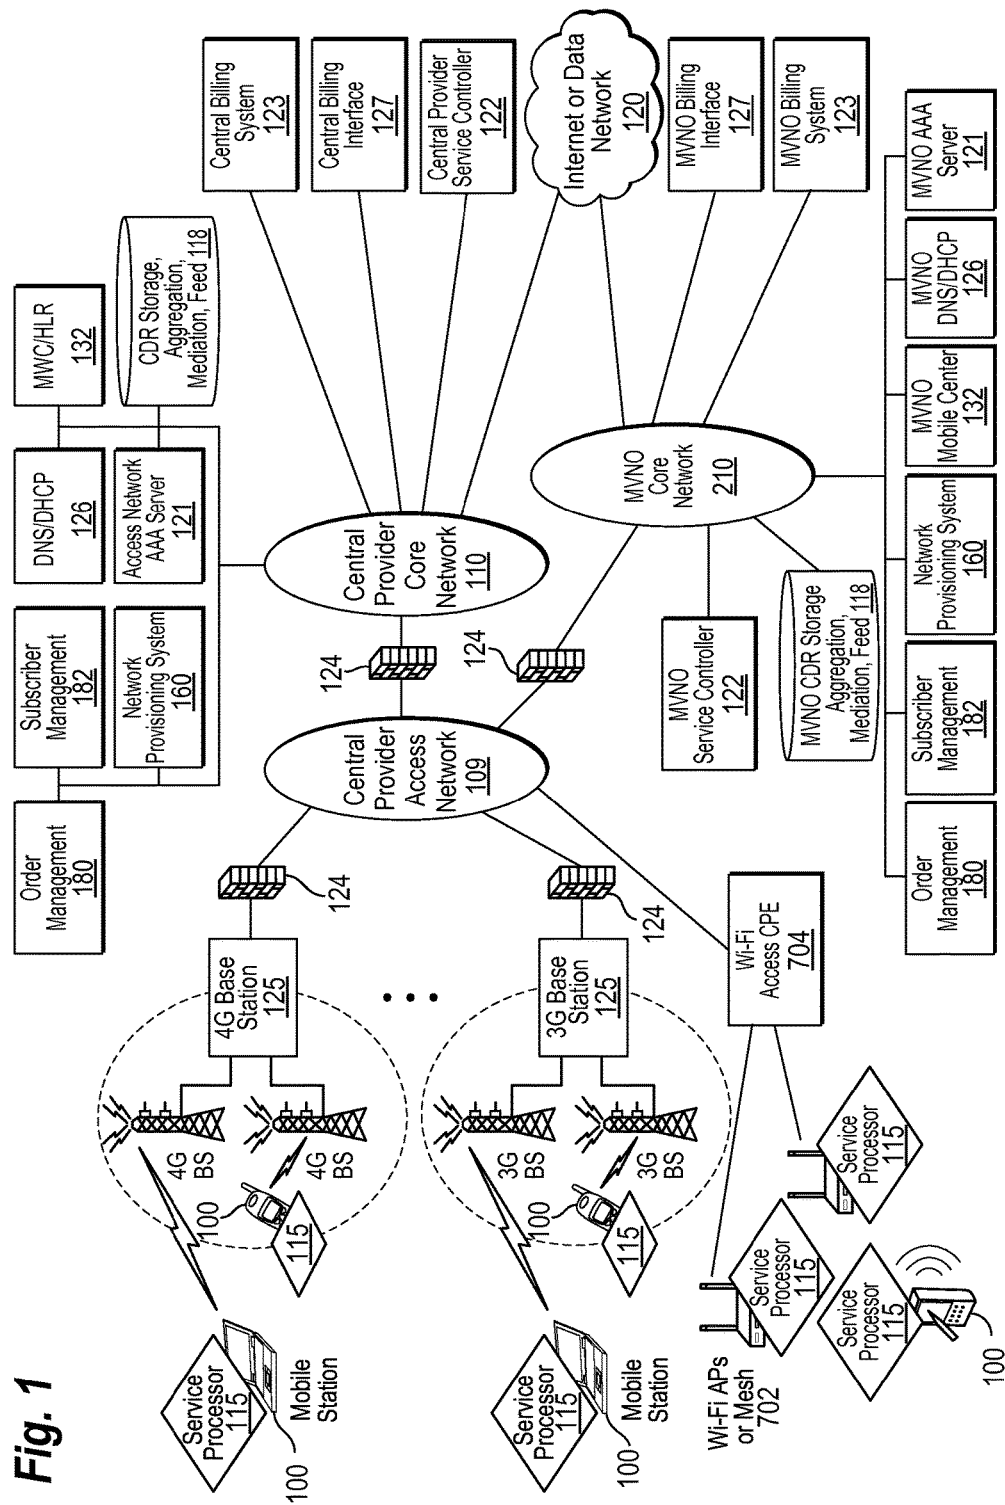 Fig. 1
Order
Management
180
Subscriber
Management
182
DNS/DHCP
126
MWC/HLR
132
Network
Provisioning System
160
Access Network
AAA Server
121
CDR Storage,
Aggregation,
Mediation, Feed 118
Service
Processor
115
Mobile
Station
100
100
115
4G
BS
4G
BS
4G Base
Station
125
124
Central
Provider
Access
Network
109
124
Central
Provider
Core
Network
110
Central Billing
System
123
Central Billing
Interface
127
Central Provider
Service Controller
122
Internet or Data
Network
120
MVNO Billing
Interface
127
MVNO Billing
System
123
Service
Processor
115
Mobile
Station
100
100
115
3G
BS
3G
BS
3G Base
Station
125
124
124
MVNO
Core
Network
210
MVNO
Service Controller
122
MVNO CDR Storage
Aggregation,
Mediation, Feed 118
Wi-Fi APs
or Mesh
702
Service
Processor
115
Service
Processor
115
Service
Processor
115
100
Wi-Fi
Access CPE
704
Order
Management
180
Subscriber
Management
182
Network
Provisioning System
160
MVNO
Mobile Center
132
MVNO
DNS/DHCP
126
MVNO AAA
Server
121